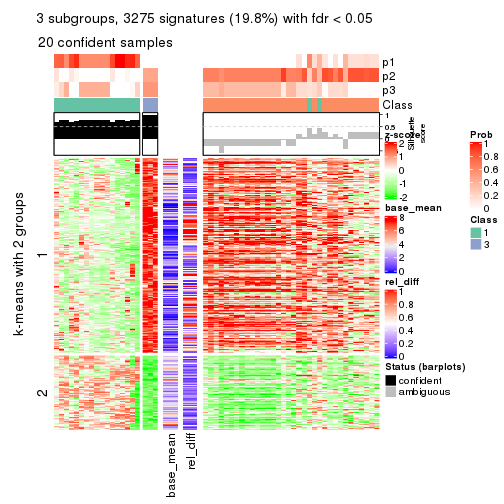 3 subgroups, 3275 signatures (19.8%) with fdr < 0.05
20 confident samples
p1
p2
p3
Class
1
0.5
0
Silhouette
score
k-means with 2 groups
1
2
base_mean
rel_diff
z-score
2
1
0
-1
-2
base_mean
8
6
4
2
0
rel_diff
1
0.8
0.6
0.4
0.2
0
Status (barplots)
confident
ambiguous
Prob
1
0.8
0.6
0.4
0.2
0
Class
1
3